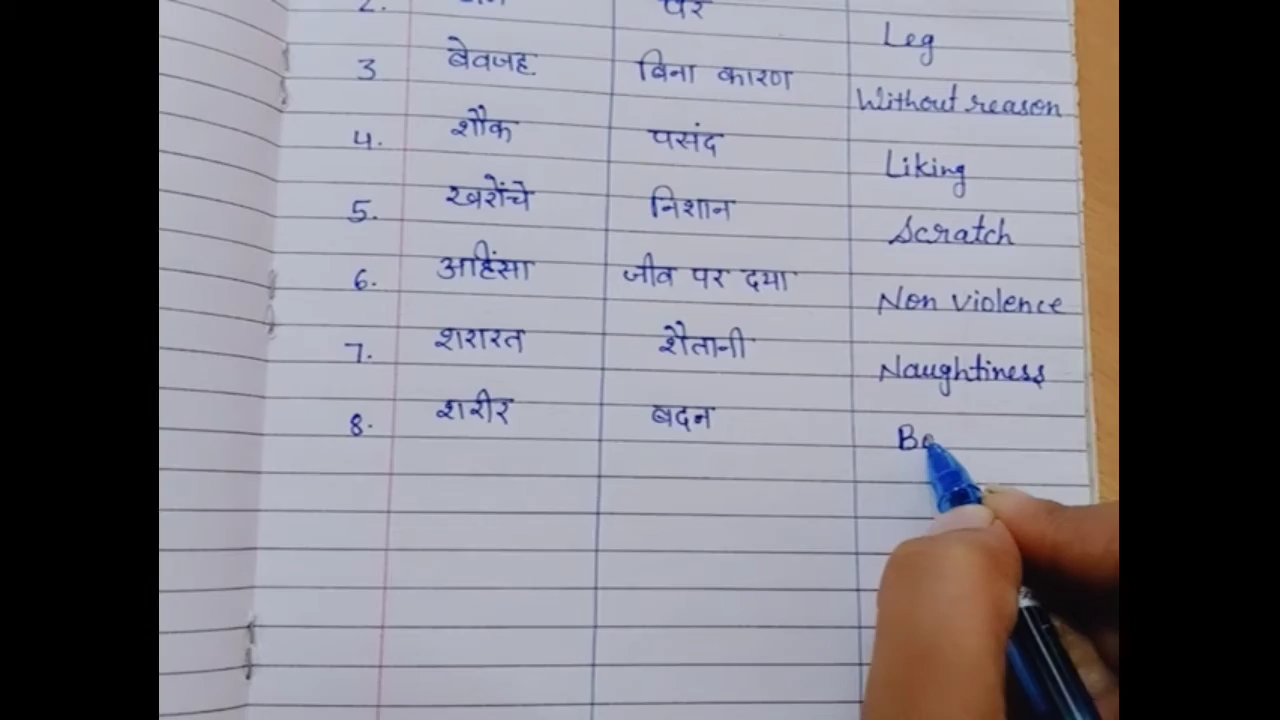 2. पैर Leg
3 बेवजह बिना कारण Without reason
4. शौक पसंद Liking
5. खरोंचे निशान Scratch
6. अहिंसा जीव पर दया Non violence
7. शरारत शैतानी Naughtiness
8. शरीर बदन Bo